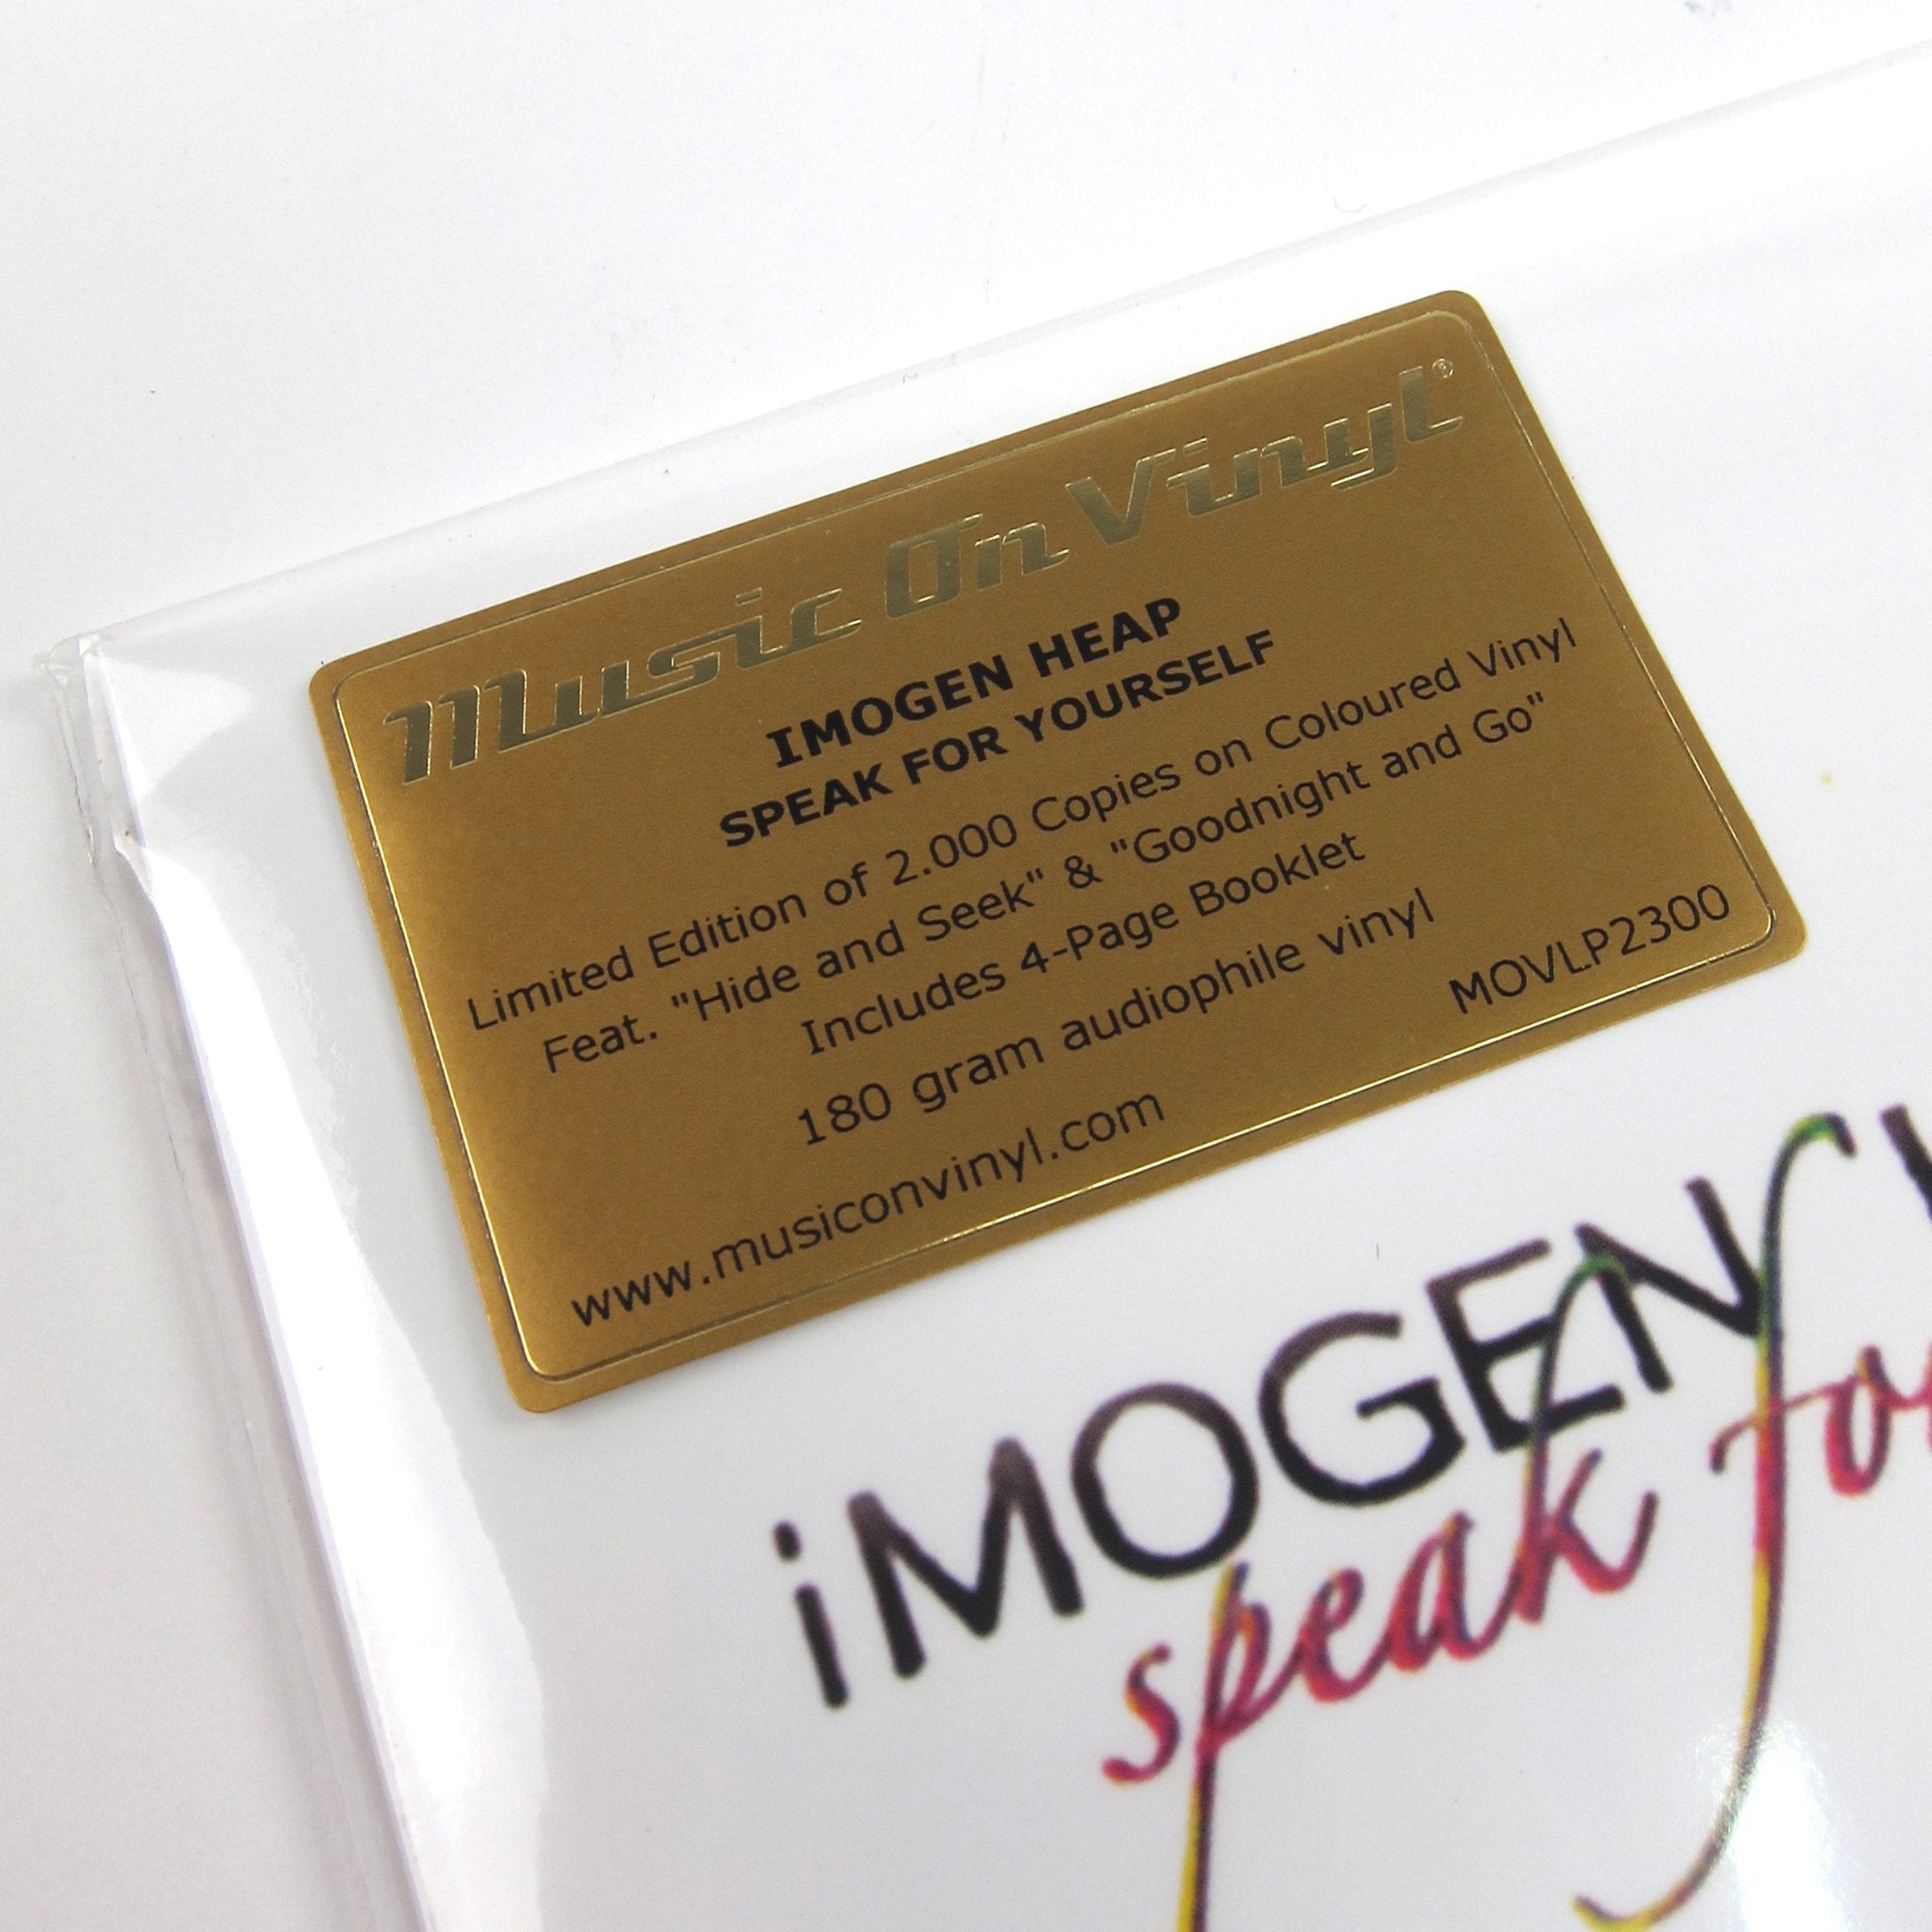 Music On Vinyl®
IMOGEN HEAP
SPEAK FOR YOURSELF
Limited Edition of 2.000 Copies on Coloured Vinyl
Feat. "Hide and Seek" & "Goodnight and Go"
Includes 4-Page Booklet
180 gram audiophile vinyl
MOVLP2300
www.musiconvinyl.com
iMOGEN
speak for